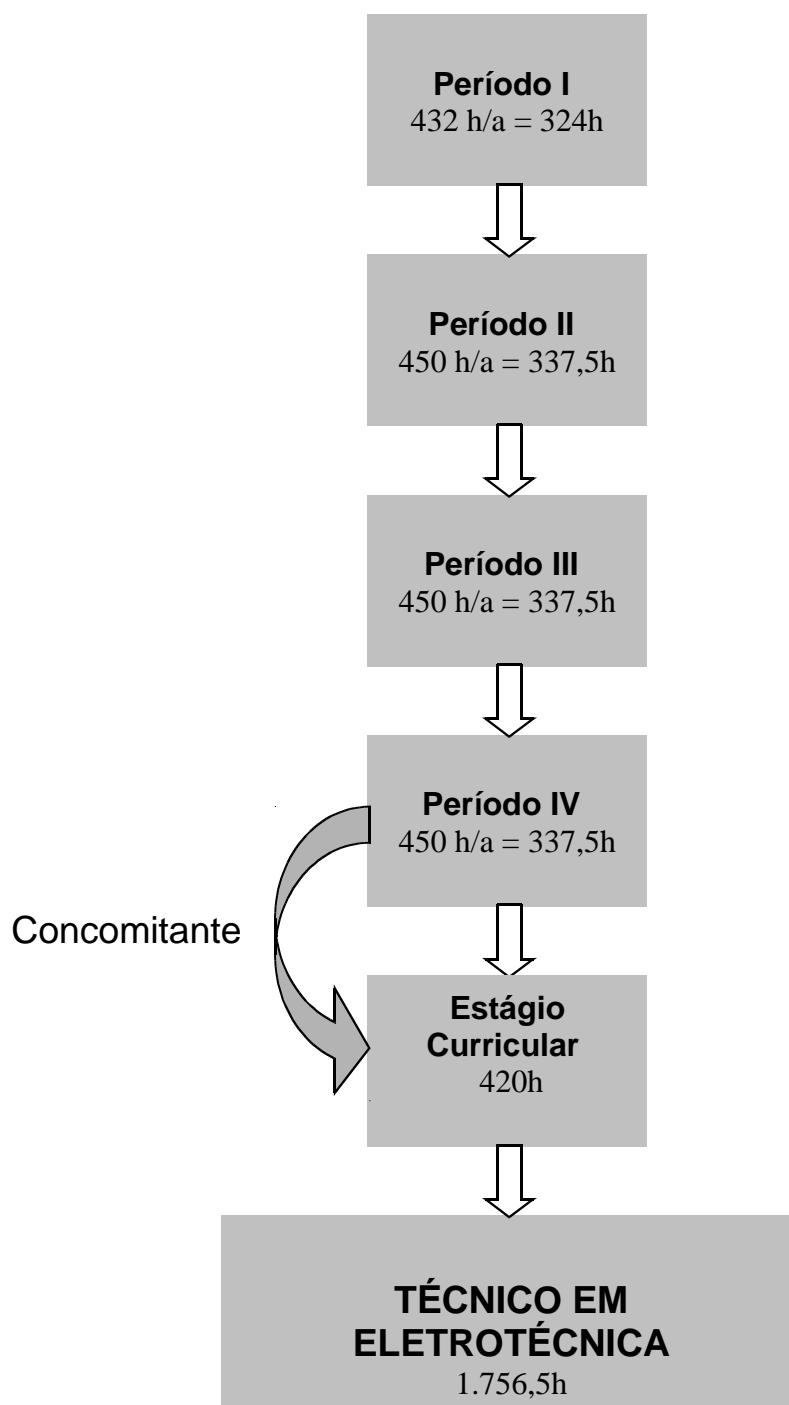 Período I
432 h/a = 324h
Período II
450 h/a = 337,5h
Período III
450 h/a = 337,5h
Período IV
450 h/a = 337,5h
Concomitante
Estágio
Curricular
420h
TÉCNICO EM
ELETROTÉCNICA
1.756,5h